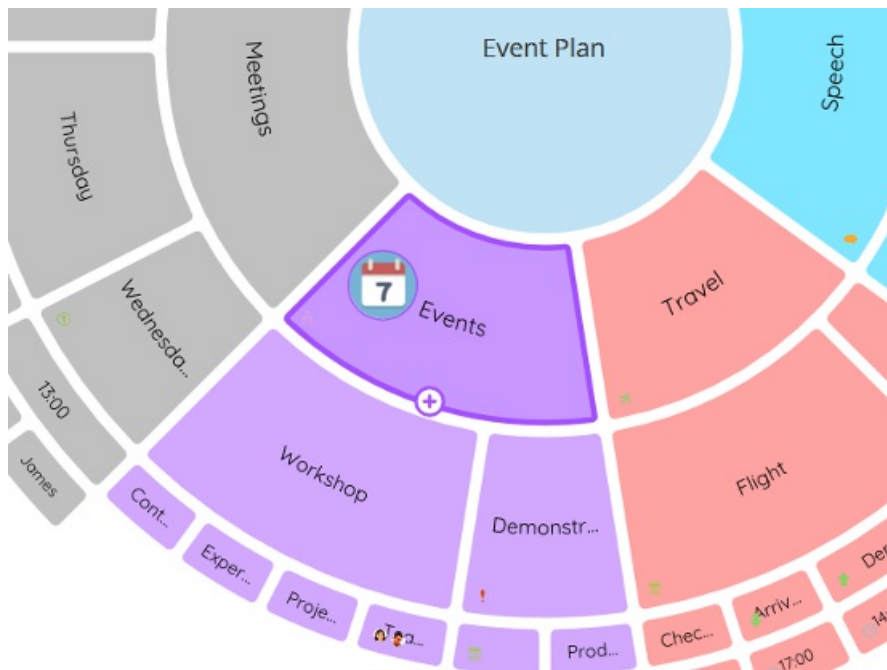 Event Plan
Meetings
Speech
Thursday
7
Events
Travel
Wednesda...
13:00
James
Workshop
Demonstr...
Flight
Cont...
Exper...
Proje...
Prod...
Chec...
Arriv...
17:00